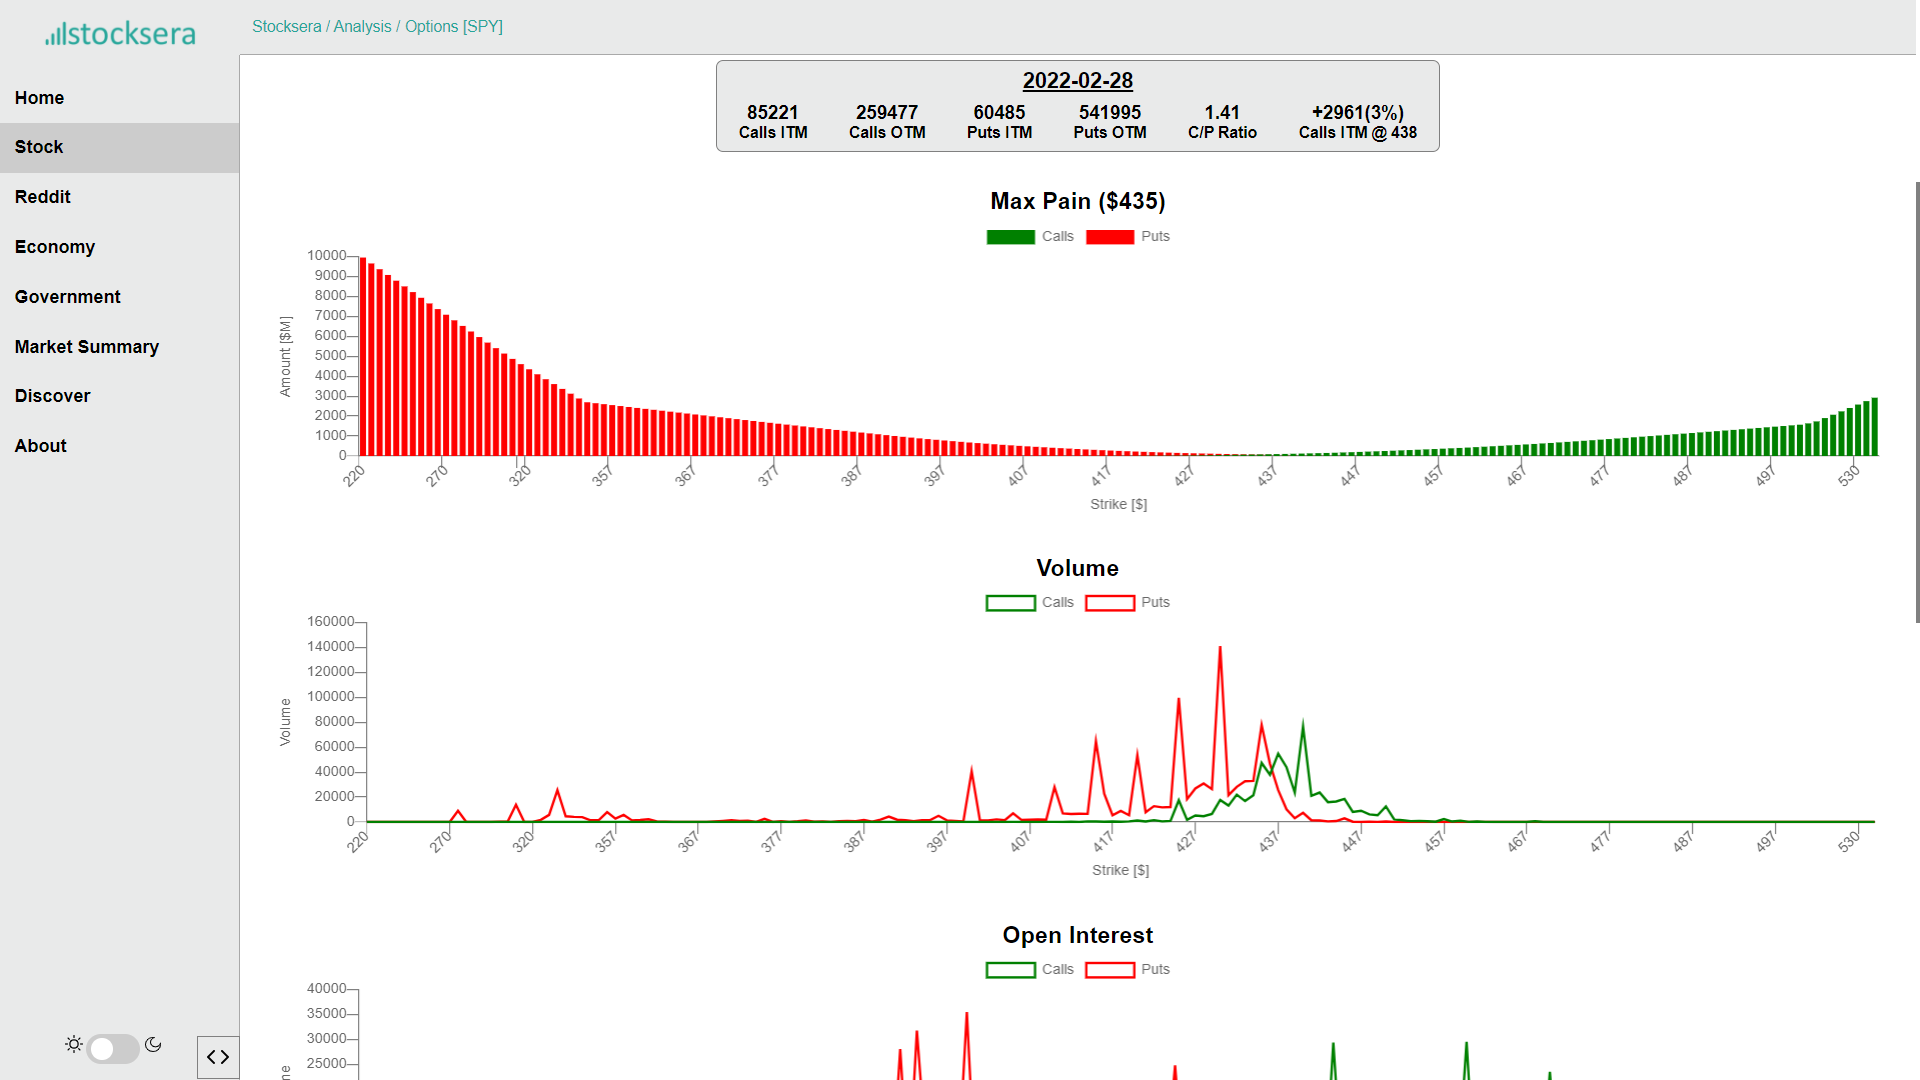 stocksera
Stocksera / Analysis / Options [SPY]
Home
Stock
Reddit
Economy
Government
Market Summary
Discover
About
2022-02-28
85221 259477 60485 541995 1.41 +2961(3%)
Calls ITM Calls OTM Puts ITM Puts OTM C/P Ratio Calls ITM @ 438
Max Pain ($435)
Calls Puts
10000
9000
8000
7000
6000
5000
4000
3000
2000
1000
0
Amount [$M]
220 270 320 357 367 377 387 397 407 417 427 437 447 457 467 477 487 497 530
Strike [$]
Volume
Calls Puts
160000
140000
120000
100000
80000
60000
40000
20000
0
Volume
220 270 320 357 367 377 387 397 407 417 427 437 447 457 467 477 487 497 530
Strike [$]
Open Interest
Calls Puts
40000
35000
30000
25000